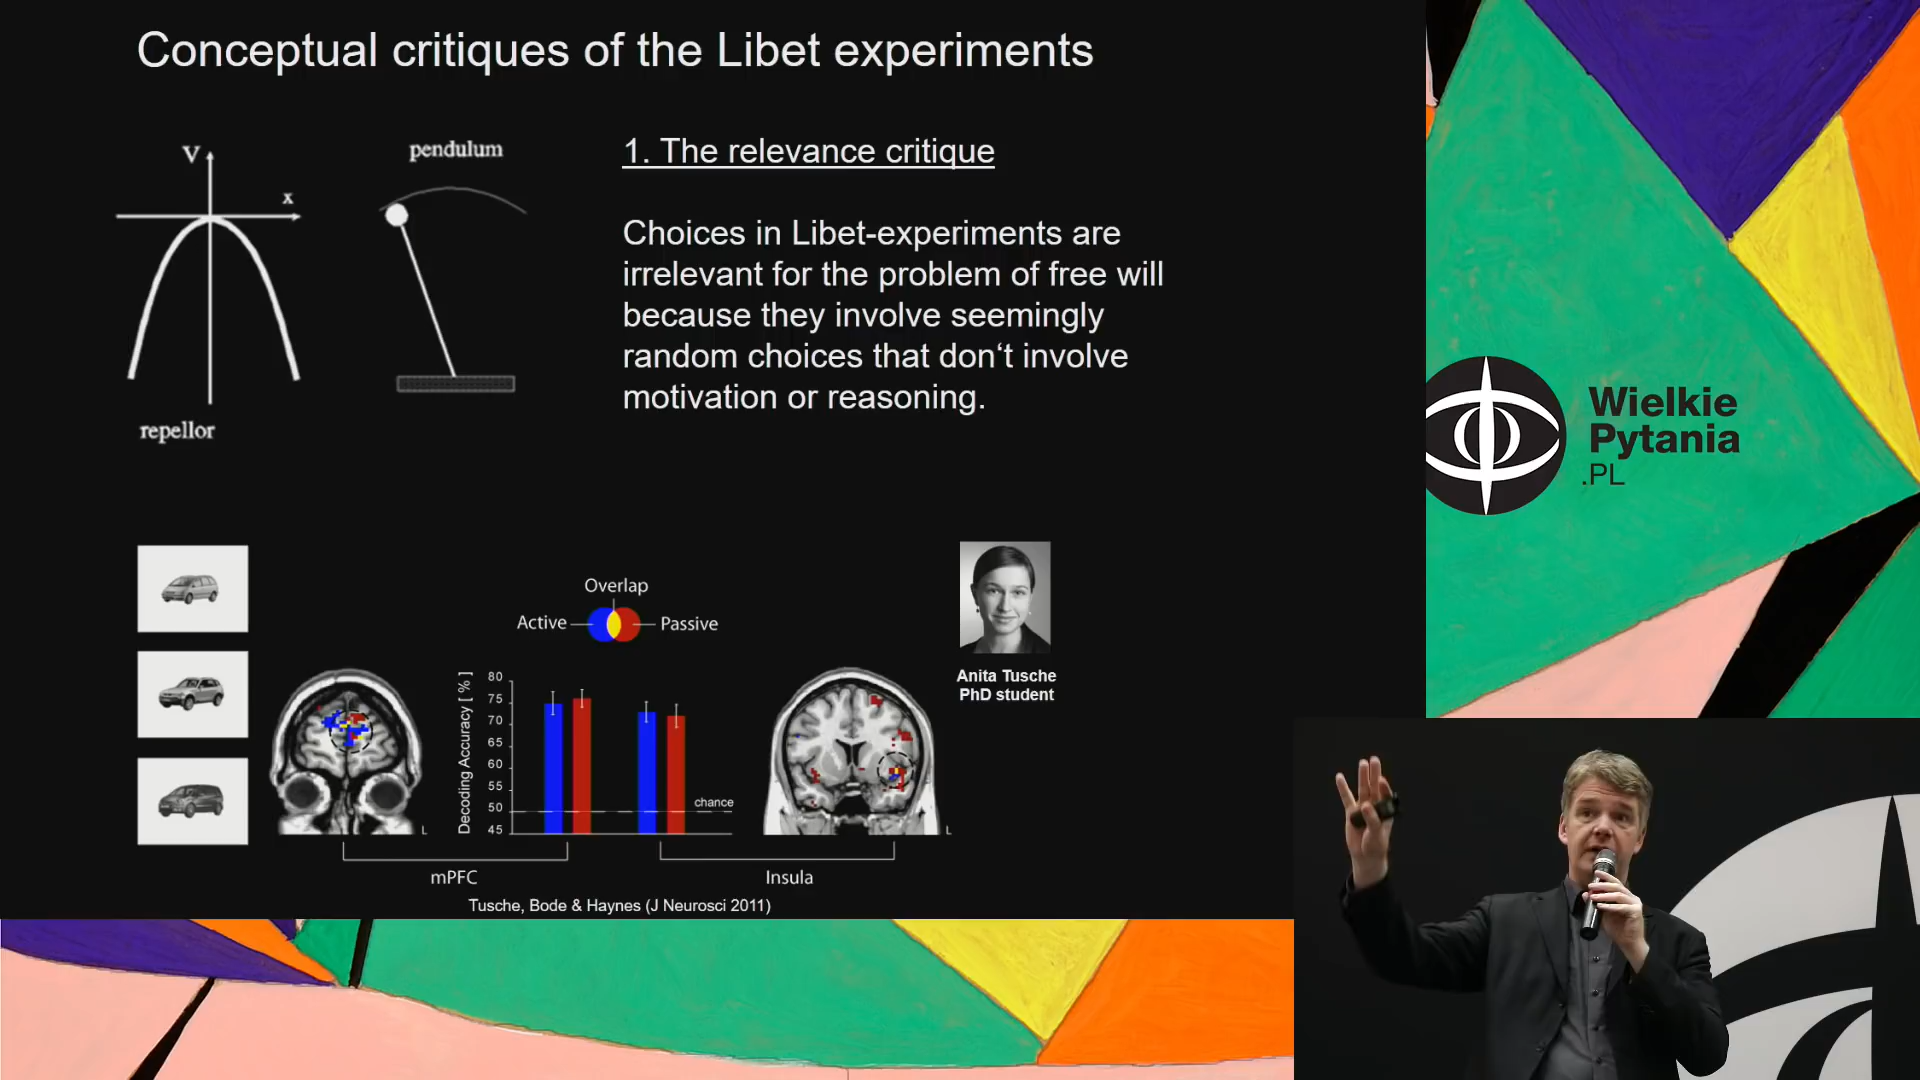 Conceptual critiques of the Libet experiments
V
x
repellor
pendulum
1. The relevance critique
Choices in Libet-experiments are
irrelevant for the problem of free will
because they involve seemingly
random choices that don‘t involve
motivation or reasoning.
Wielkie
Pytania
.PL
Overlap
Active
Passive
Anita Tusche
PhD student
Decoding Accuracy [ % ]
80
75
70
65
60
55
50
45
chance
L
L
mPFC
Insula
Tusche, Bode & Haynes (J Neurosci 2011)